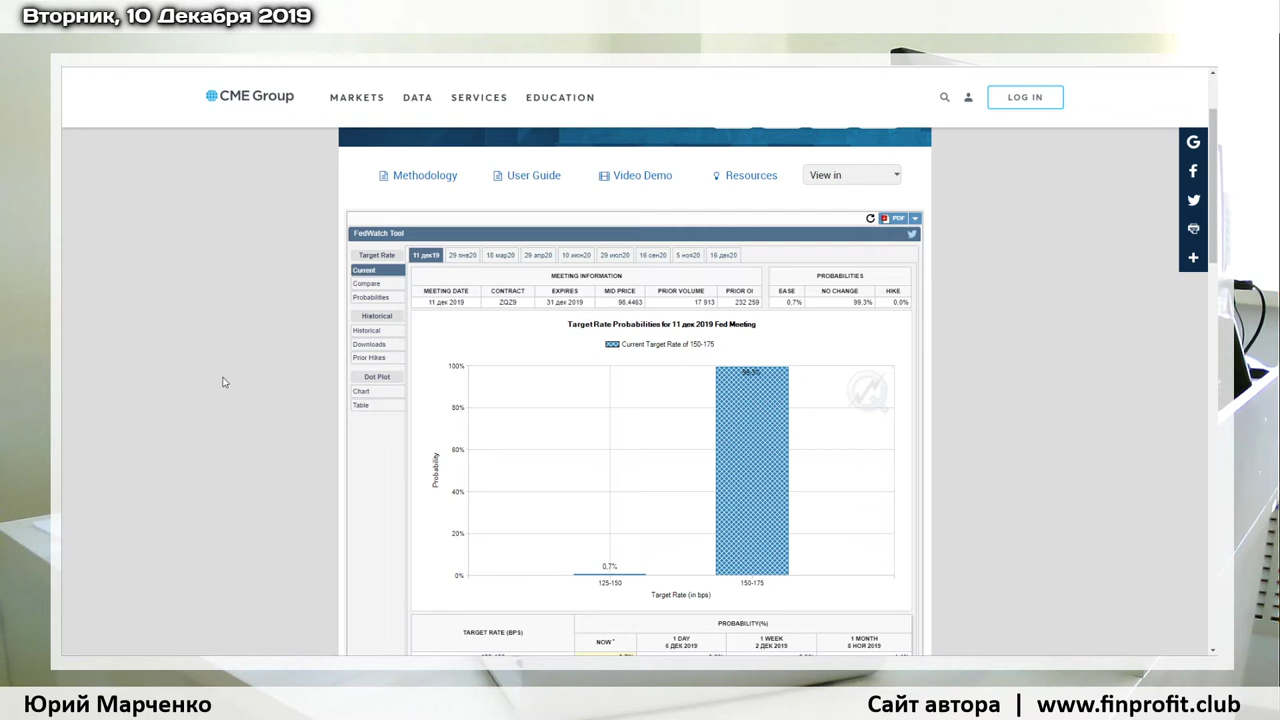 Вторник, 10 Декабря 2019
CME Group
MARKETS DATA SERVICES EDUCATION
LOG IN
Methodology User Guide Video Demo Resources View in
PDF
FedWatch Tool
Target Rate
Current
Compare
Probabilities
Historical
Historical
Downloads
Prior Hikes
Dot Plot
Chart
Table
11 дек19 29 янв20 18 мар20 29 апр20 10 июн20 29 июл20 16 сен20 5 ноя20 16 дек20
MEETING INFORMATION PROBABILITIES
MEETING DATE CONTRACT EXPIRES MID PRICE PRIOR VOLUME PRIOR OI EASE NO CHANGE HIKE
11 дек 2019 ZQZ9 31 дек 2019 98,4463 17 913 232 259 0,7% 99,3% 0,0%
Target Rate Probabilities for 11 дек 2019 Fed Meeting
Current Target Rate of 150-175
100%
99,3%
80%
60%
Probability
40%
20%
0,7%
0%
125-150 150-175
Target Rate (in bps)
TARGET RATE (BPS) PROBABILITY(%)
NOW * 1 DAY 1 WEEK 1 MONTH
6 ДЕК 2019 2 ДЕК 2019 8 НОЯ 2019
Юрий Марченко
Сайт автора | www.finprofit.club